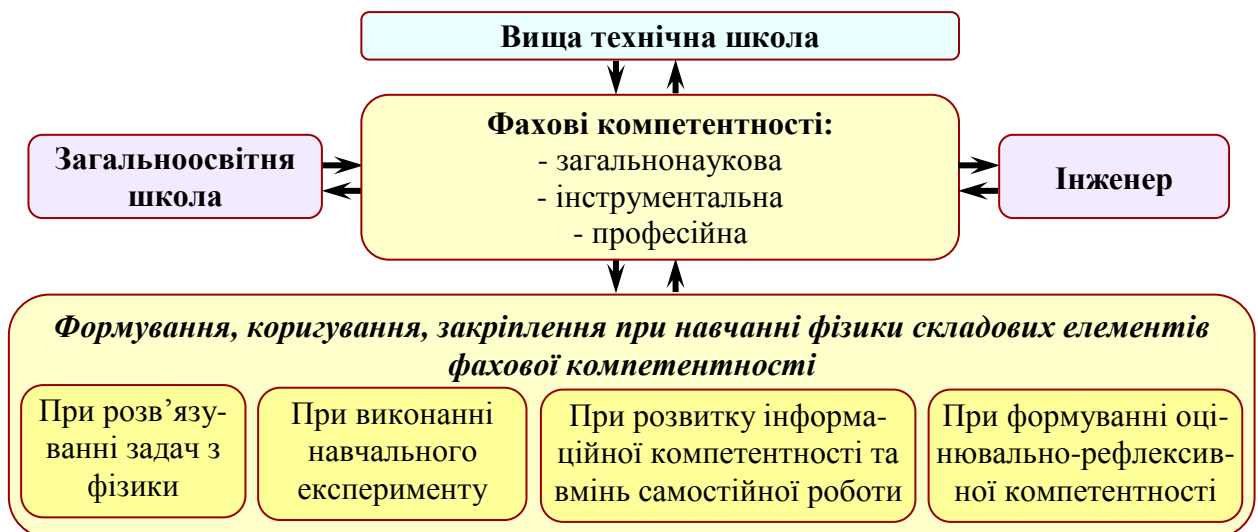 Вища технічна школа
Фахові компетентності:
- загальнонаукова
- інструментальна
- професійна
Загальноосвітня
школа
Інженер
Формування, коригування, закріплення при навчанні фізики складових елементів
фахової компетентності
При розв’язу-
ванні задач з
фізики
При виконанні
навчального
експерименту
При розвитку інформа-
ційної компетентності та
вмінь самостійної роботи
При формуванні оці-
нювально-рефлексив-
ної компетентності